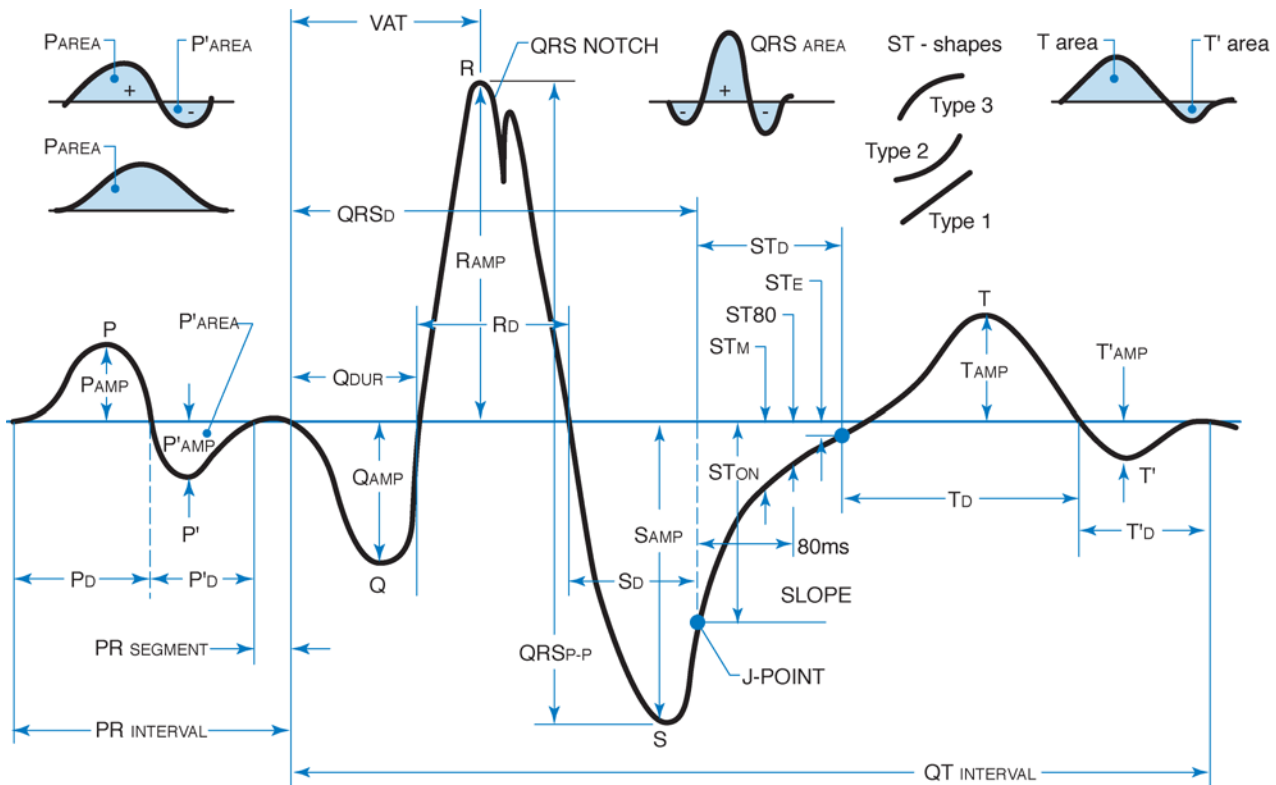 VAT
PAREA
P'AREA
+
-
R
QRS NOTCH
QRS AREA
-
+
-
ST - shapes
Type 3
Type 2
Type 1
T area
T' area
PAREA
QRSD
RAMP
STD
STE
ST80
STM
P
P'AREA
PAMP
RD
QDUR
T
TAMP
T'AMP
P'AMP
QAMP
STON
SAMP
T'
P'
Q
80ms
TD
T'D
PD
P'D
SD
SLOPE
PR SEGMENT
QRSP-P
J-POINT
PR INTERVAL
S
QT INTERVAL